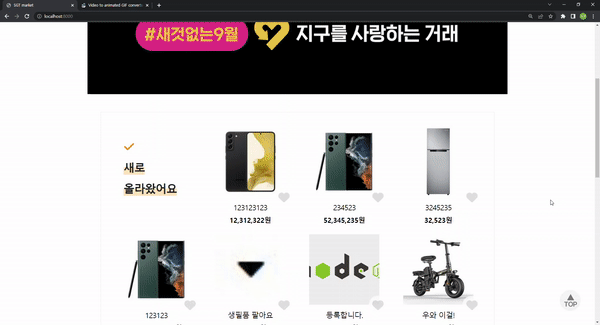 SGT market
Video to animated GIF convert
localhost:8080
#새것없는9월
지구를 사랑하는 거래
새로
올라왔어요
123123123
12,312,322원
234523
52,345,235원
3245235
32,523원
node
123123
생필품 팔아요
등록합니다.
우와 이걸!
TOP